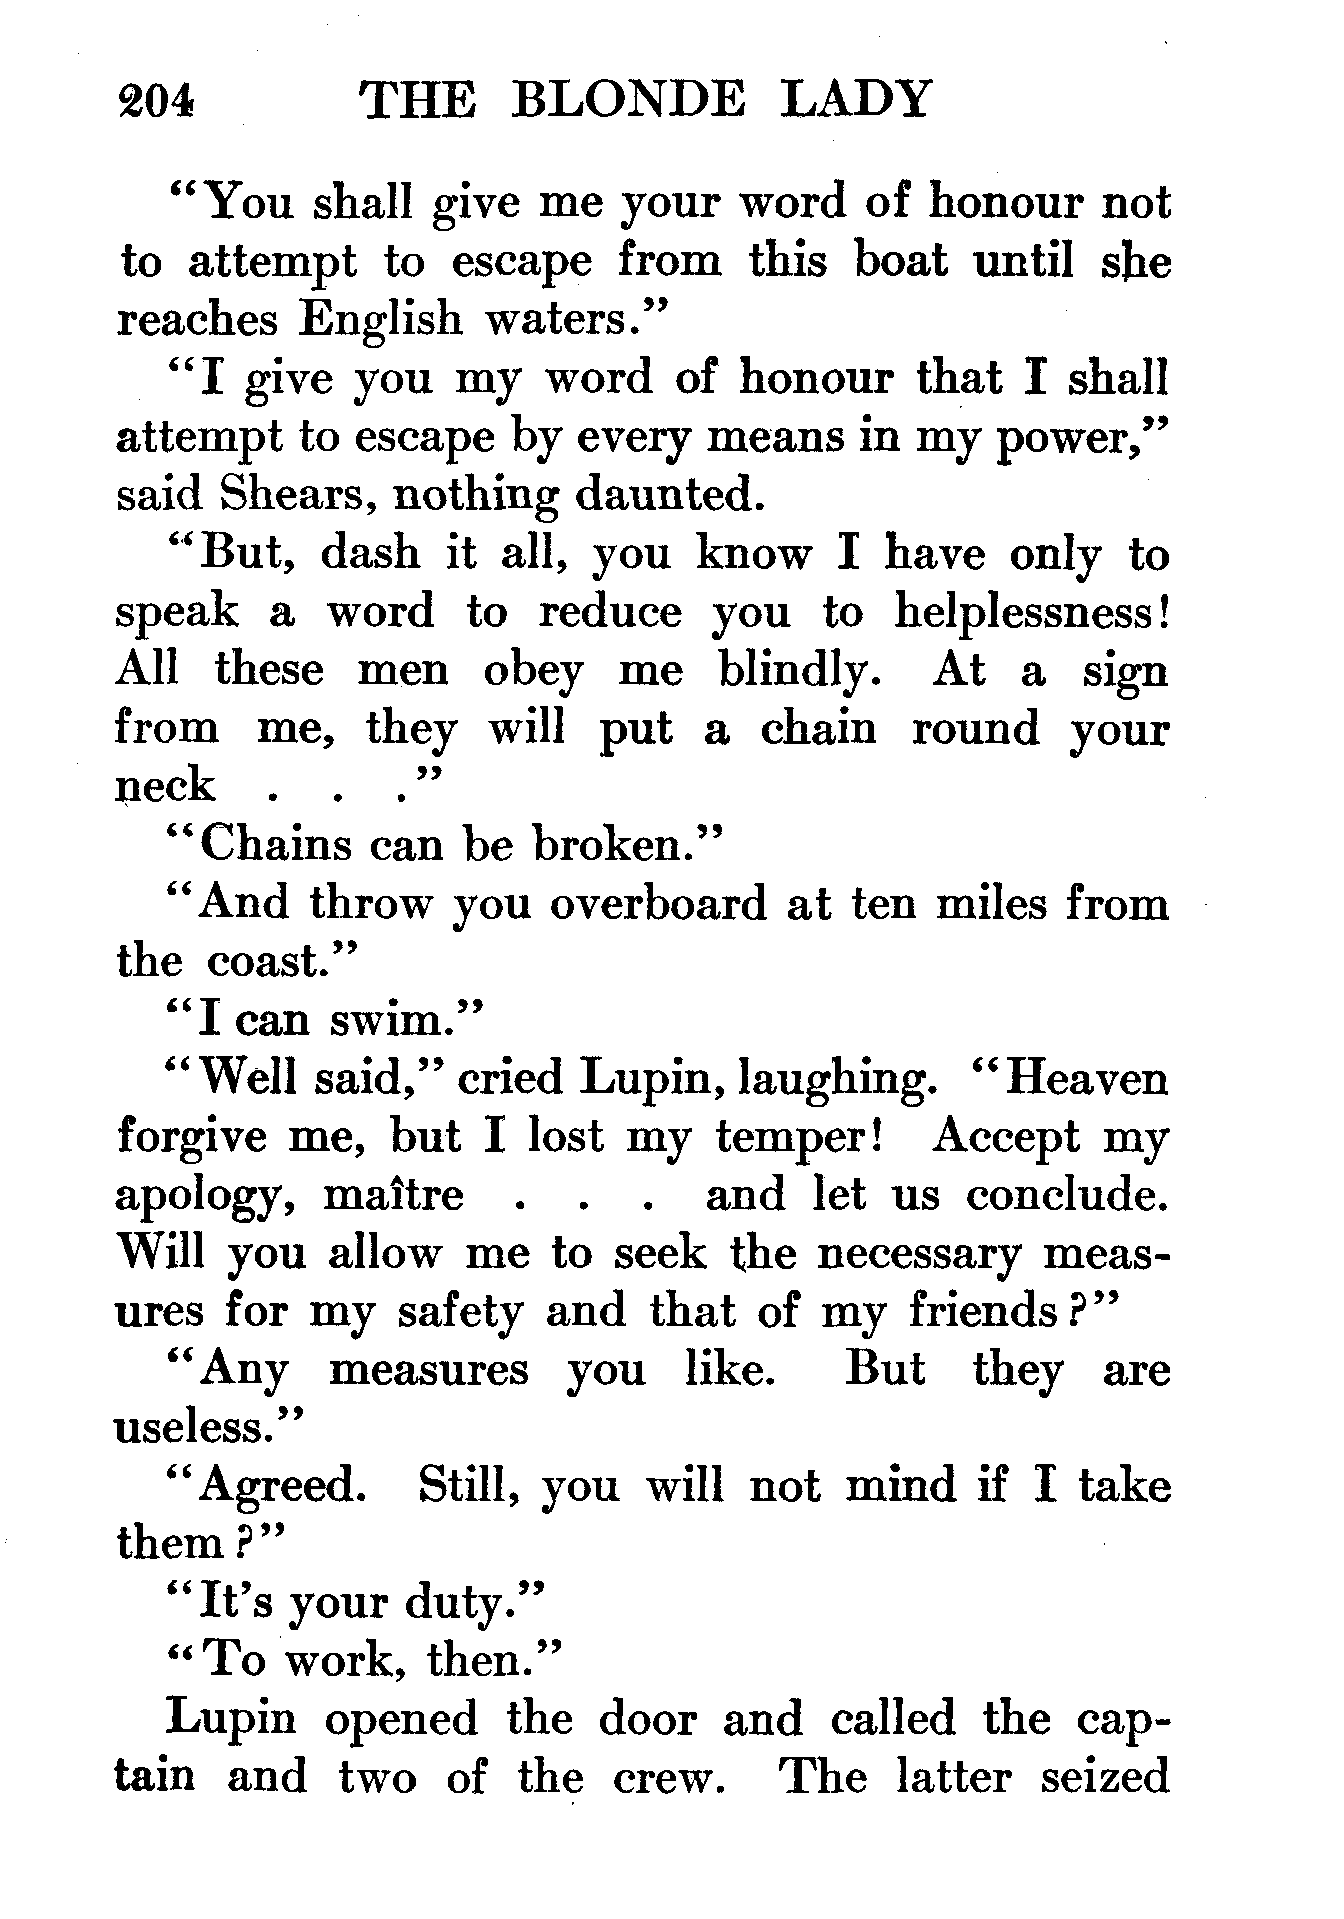 204 THE BLONDE LADY
“You shall give me your word of honour not
to attempt to escape from this boat until she
reaches English waters.”
“I give you my word of honour that I shall
attempt to escape by every means in my power,”
said Shears, nothing daunted.
“But, dash it all, you know I have only to
speak a word to reduce you to helplessness!
All these men obey me blindly. At a sign
from me, they will put a chain round your
neck . . .”
“Chains can be broken.”
“And throw you overboard at ten miles from
the coast.”
“I can swim.”
“Well said,” cried Lupin, laughing. “Heaven
forgive me, but I lost my temper! Accept my
apology, maître . . . and let us conclude.
Will you allow me to seek the necessary meas-
ures for my safety and that of my friends?”
“Any measures you like. But they are
useless.”
“Agreed. Still, you will not mind if I take
them?”
“It’s your duty.”
“To work, then.”
Lupin opened the door and called the cap-
tain and two of the crew. The latter seized